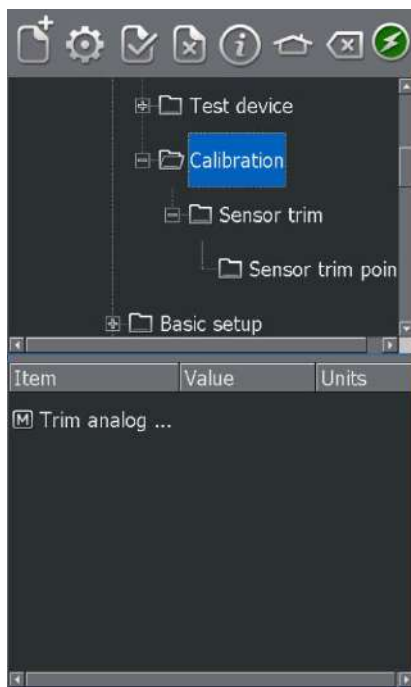 Test device
Calibration
Sensor trim
Sensor trim poin
Basic setup
Item Value Units
M Trim analog ...